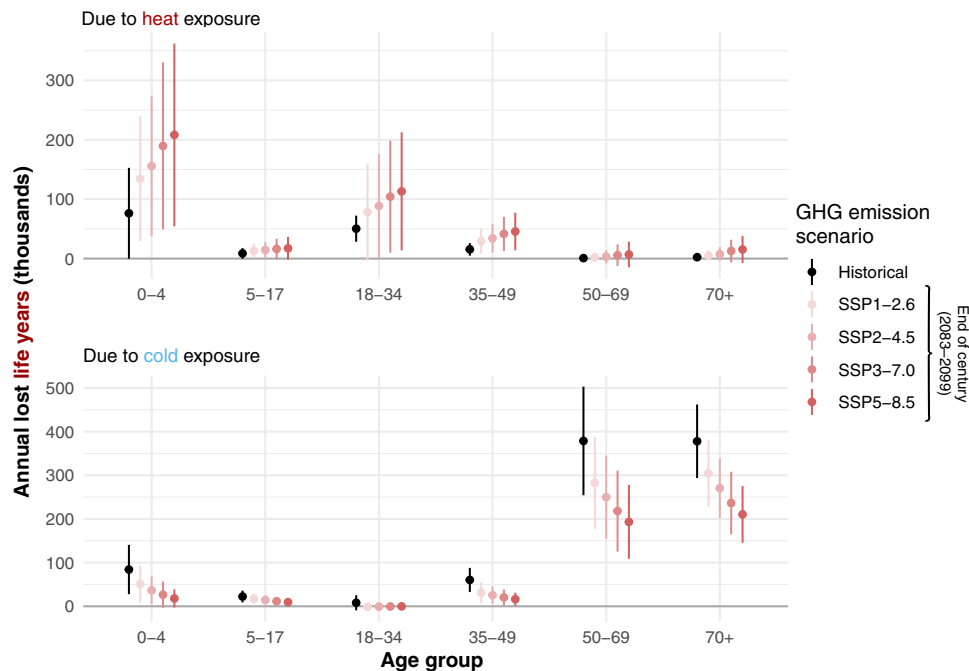 Due to heat exposure
300
200
100
0
0–4
5–17
18–34
35–49
50–69
70+
Due to cold exposure
500
400
300
200
100
0
0–4
5–17
18–34
35–49
50–69
70+
Age group
Annual lost life years (thousands)
GHG emission
scenario
Historical
SSP1–2.6
SSP2–4.5
SSP3–7.0
SSP5–8.5
End of century
(2083–2099)